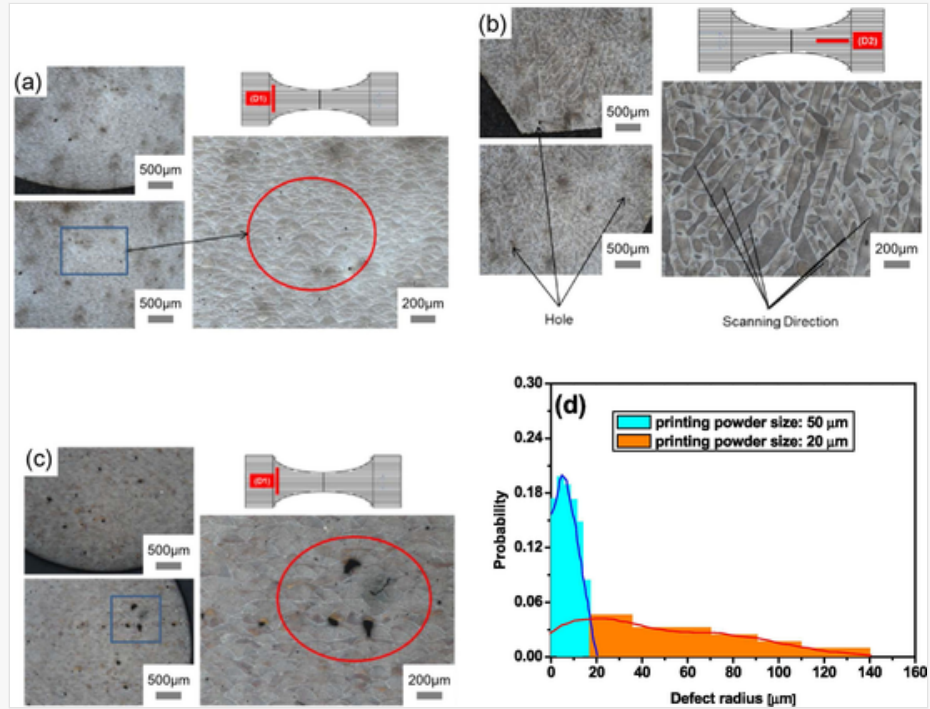 (a)
(D1)
500μm
500μm
200μm
(b)
(D2)
500μm
500μm
200μm
Hole
Scanning Direction
(c)
(D1)
500μm
500μm
200μm
(d)
printing powder size: 50 μm
printing powder size: 20 μm
0.30
0.24
0.18
0.12
0.06
0.00
Probability
0 20 40 60 80 100 120 140 160
Defect radius [μm]